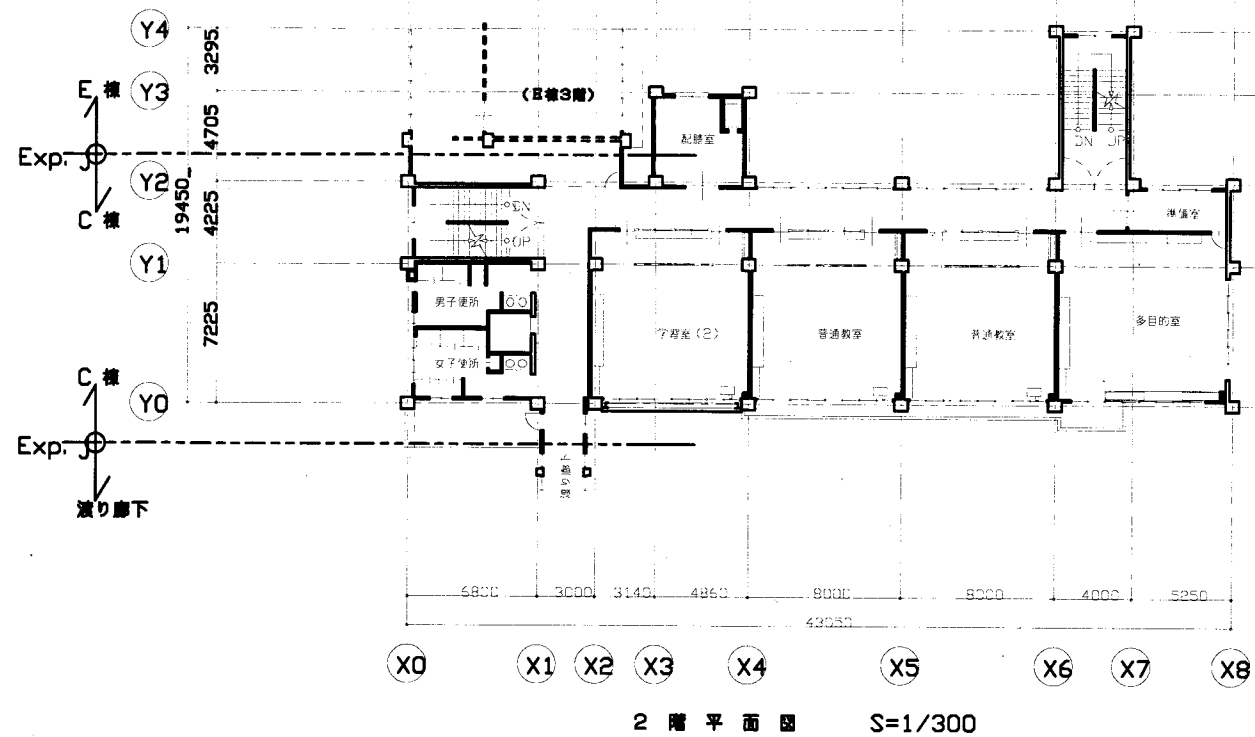 Y4
3295
E 棟
Y3
(E棟3階)
4705
配膳室
Exp. J
DN UP
Y2
19450
C 棟
4225
DN
準備室
UP
Y1
男子便所
7225
学習室(2)
普通教室
普通教室
多目的室
女子便所
C 棟
Y0
Exp. J
渡り廊下
渡り廊下
6800 3000 3140 4860 8000 8000 4000 5250
43050
X0 X1 X2 X3 X4 X5 X6 X7 X8
2 階 平 面 図 S=1/300